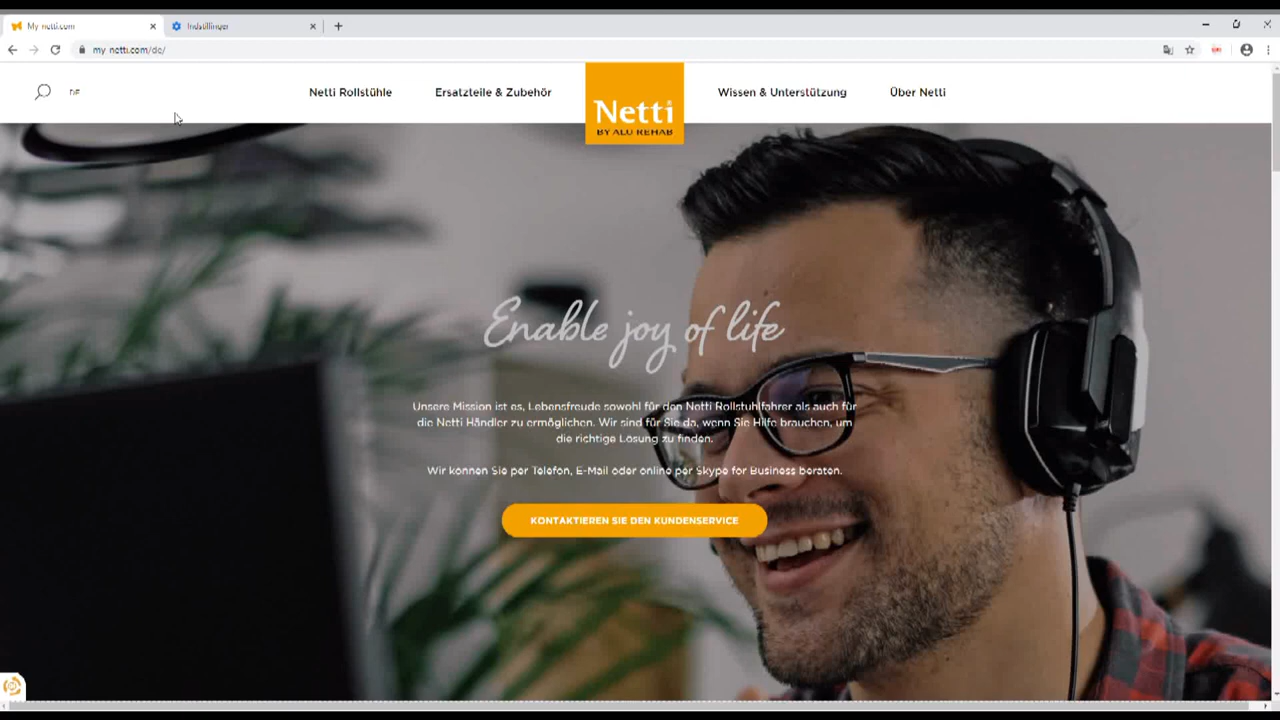 My netti.com
Indstillinger
my-netti.com/de/
DE
Netti Rollstühle
Ersatzteile & Zubehör
Netti
BY ALU REHAB
Wissen & Unterstützung
Über Netti
Enable joy of life
Unsere Mission ist es, Lebensfreude sowohl für den Netti Rollstuhlfahrer als auch für
die Netti Händler zu ermöglichen. Wir sind für Sie da, wenn Sie Hilfe brauchen, um
die richtige Lösung zu finden.
Wir können Sie per Telefon, E-Mail oder online per Skype for Business beraten.
KONTAKTIEREN SIE DEN KUNDENSERVICE